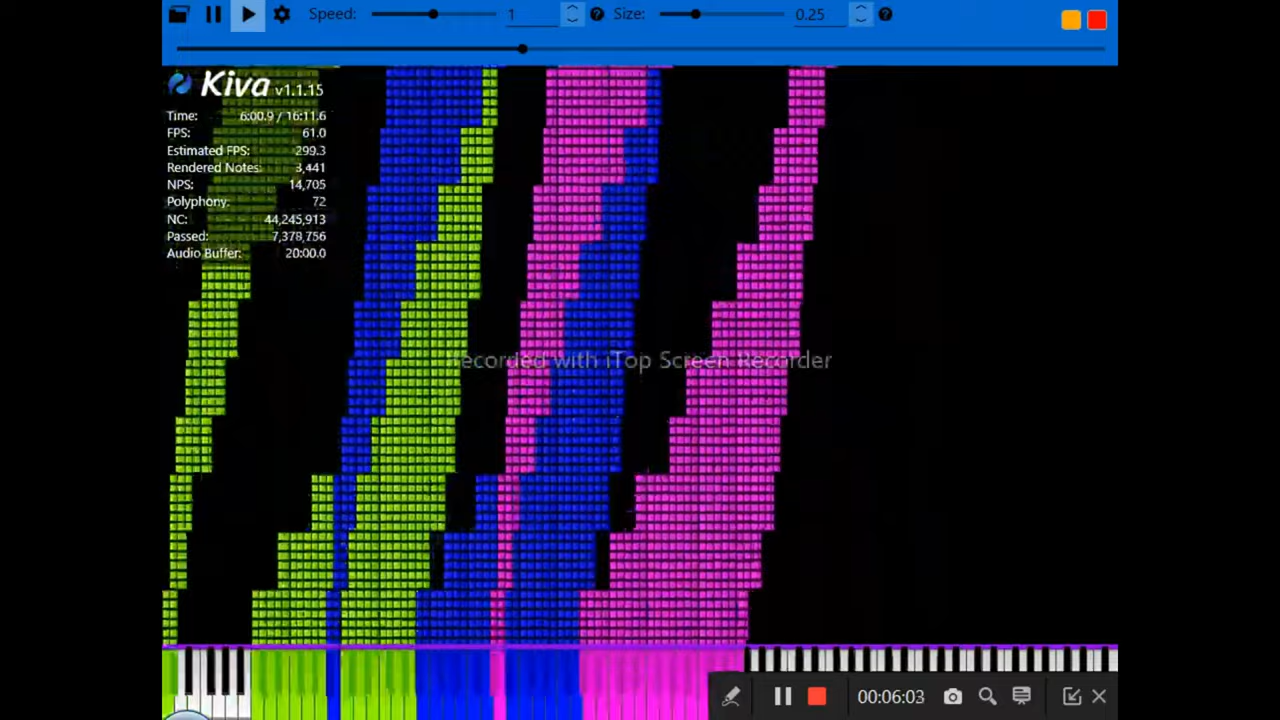 Speed: 1 Size: 0.25
Kiva v1.1.15
Time: 6:00.9 / 16:11.6
FPS: 61.0
Estimated FPS: 299.3
Rendered Notes: 3,441
NPS: 14,705
Polyphony: 72
NC: 44,245,913
Passed: 7,378,756
Audio Buffer: 20:00.0
Recorded with iTop Screen Recorder
00:06:03